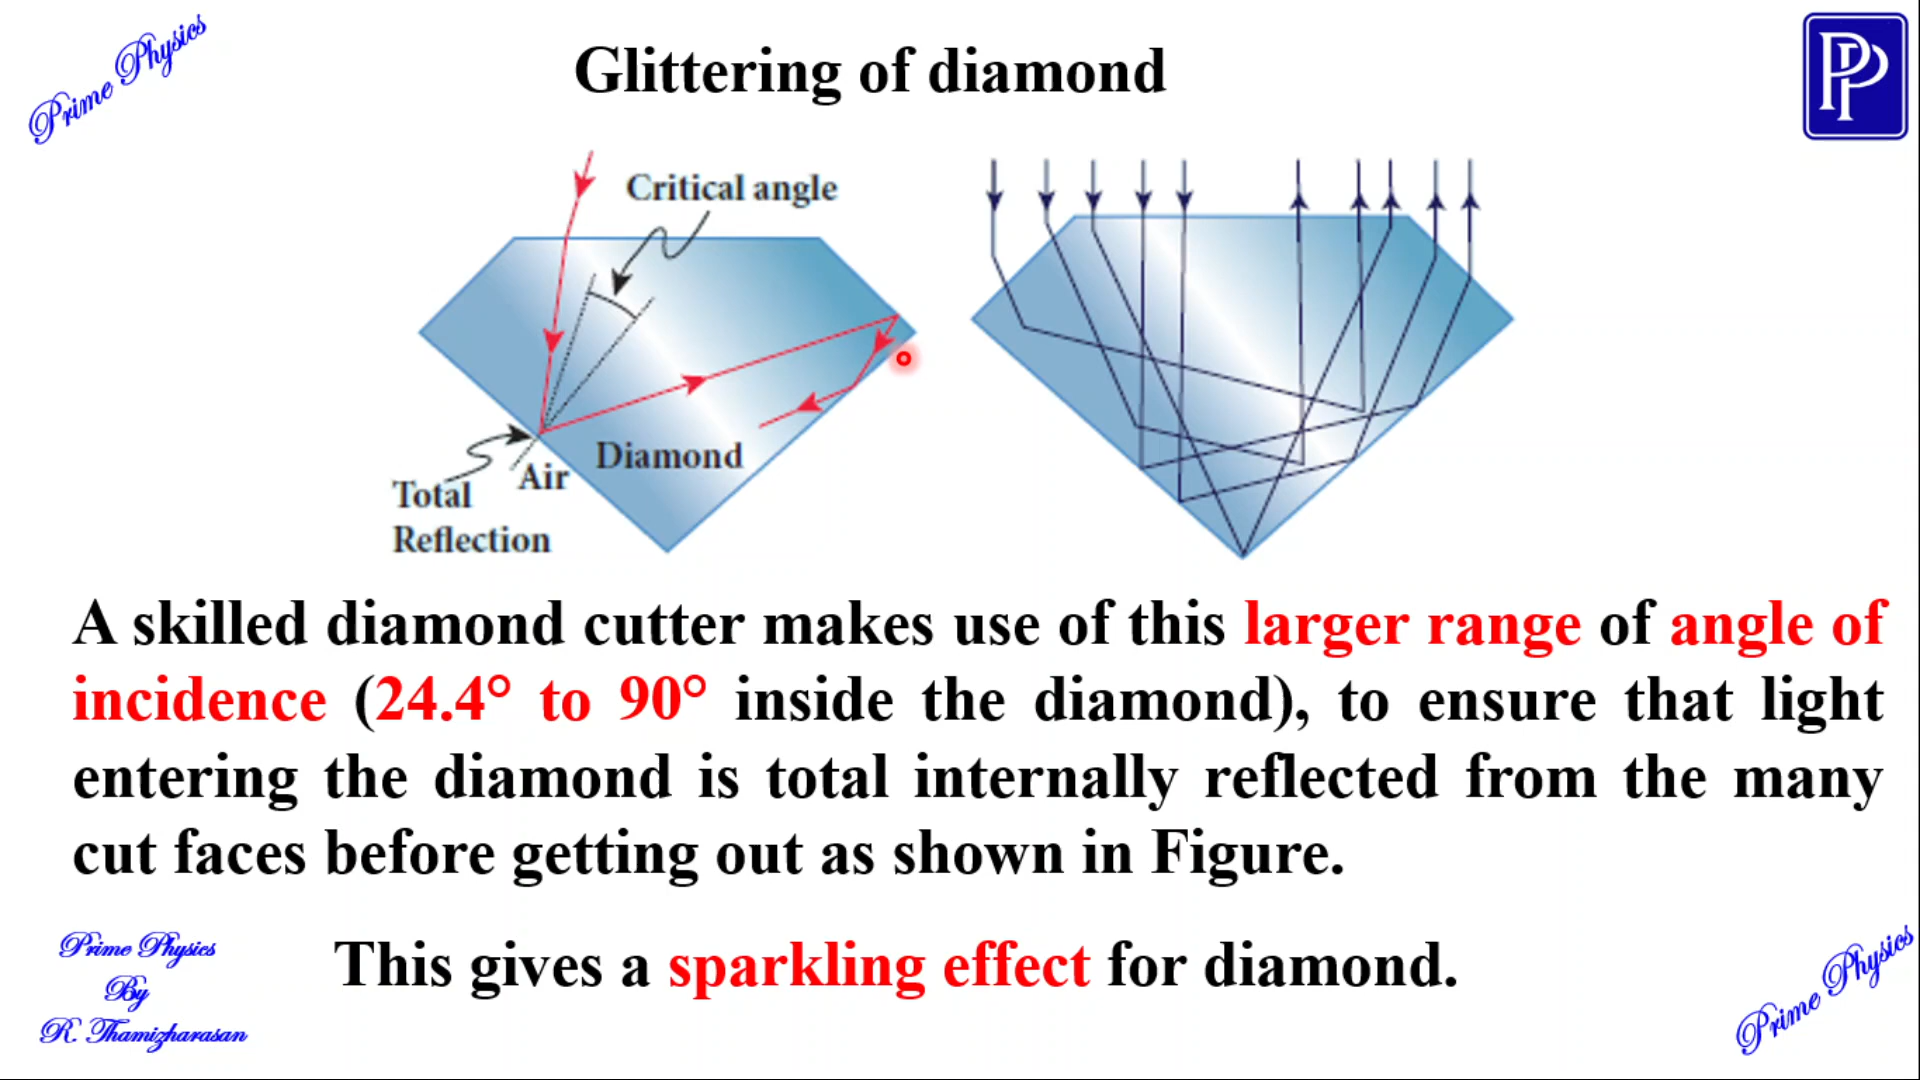 Prime Physics
Glittering of diamond
PP
Critical angle
Total
Reflection
Air
Diamond
A skilled diamond cutter makes use of this larger range of angle of
incidence (24.4° to 90° inside the diamond), to ensure that light
entering the diamond is total internally reflected from the many
cut faces before getting out as shown in Figure.
This gives a sparkling effect for diamond.
Prime Physics
By
R. Thamizharasan
Prime Physics